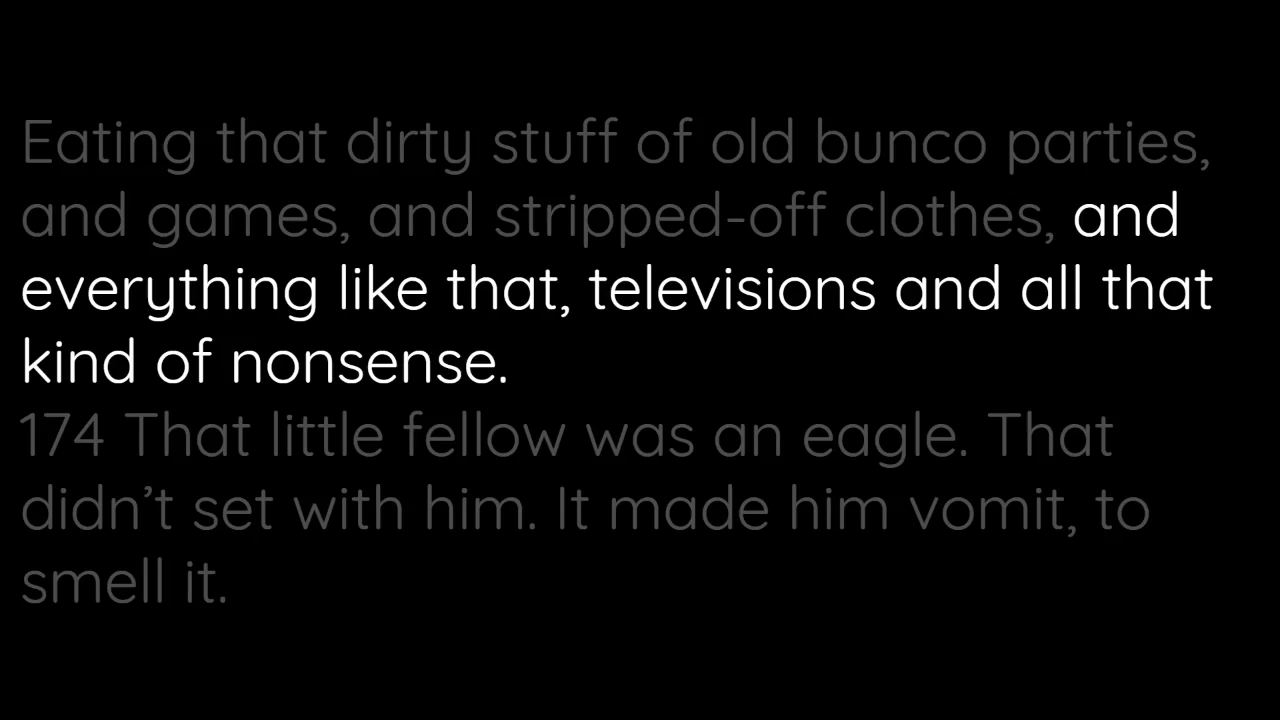 Eating that dirty stuff of old bunco parties,
and games, and stripped-off clothes, and
everything like that, televisions and all that
kind of nonsense.
174 That little fellow was an eagle. That
didn’t set with him. It made him vomit, to
smell it.